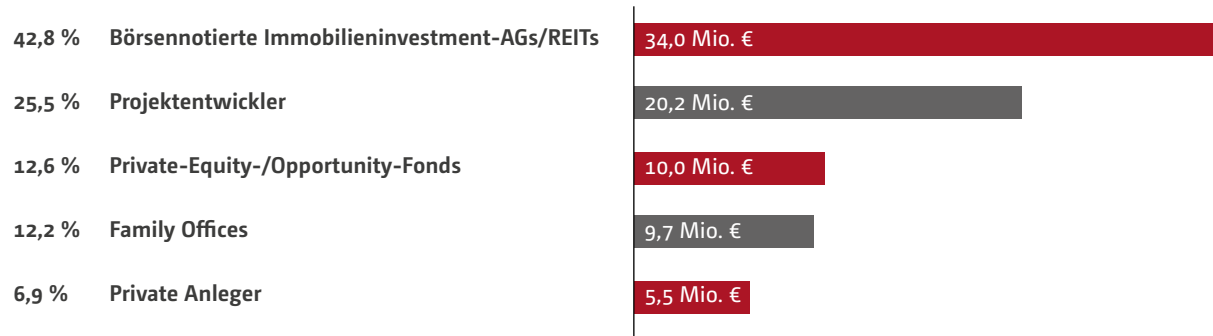 42,8 % Börsennotierte Immobilieninvestment-AGs/REITs 34,0 Mio. €
25,5 % Projektentwickler 20,2 Mio. €
12,6 % Private-Equity-/Opportunity-Fonds 10,0 Mio. €
12,2 % Family Offices 9,7 Mio. €
6,9 % Private Anleger 5,5 Mio. €